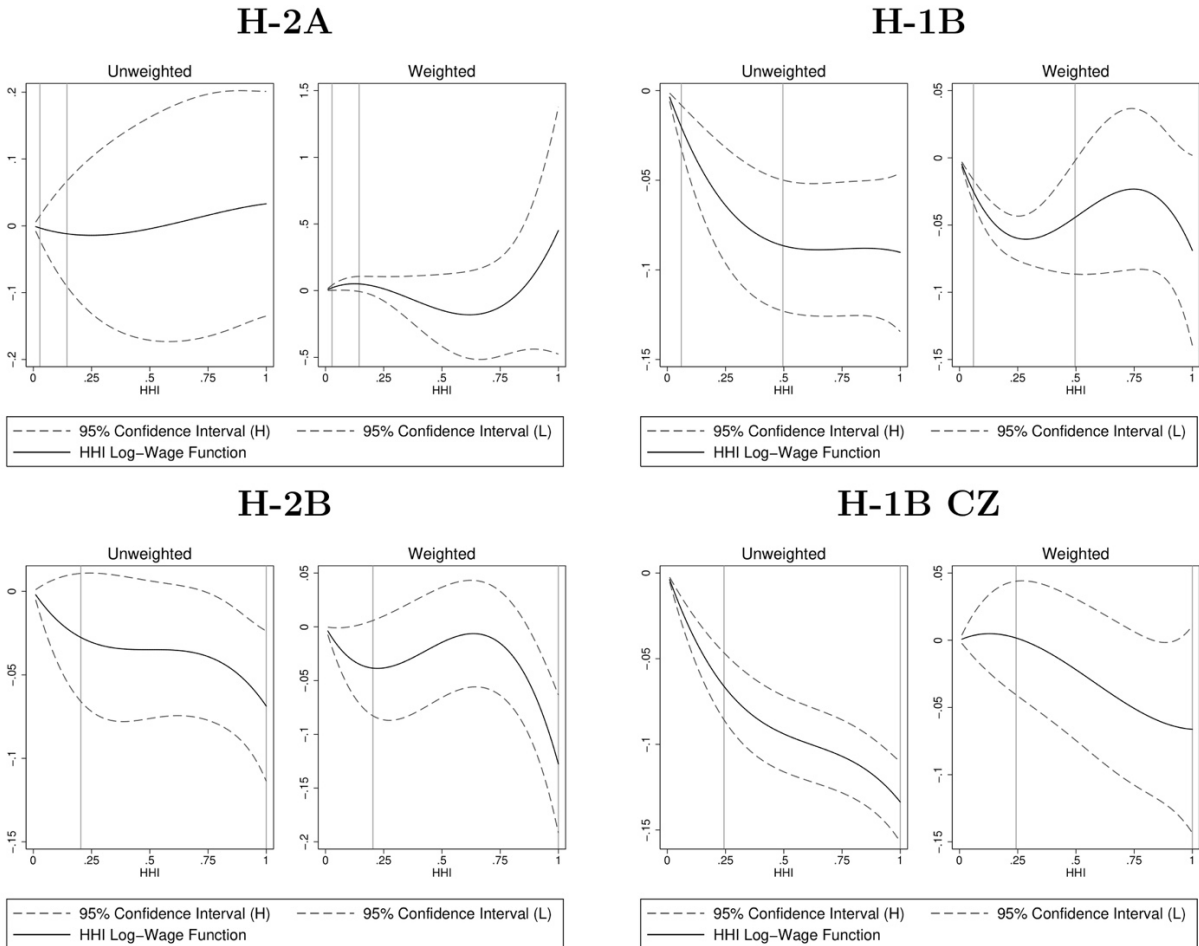 H-2A
H-1B
Unweighted
Weighted
Unweighted
Weighted
.2
.1
0
-.1
-.2
0 .25 .5 .75 1
HHI
1.5
1
.5
0
-.5
0 .25 .5 .75 1
HHI
0
-.05
-.1
-.15
0 .25 .5 .75 1
HHI
.05
0
-.05
-.1
-.15
0 .25 .5 .75 1
HHI
95% Confidence Interval (H) 95% Confidence Interval (L)
HHI Log-Wage Function
95% Confidence Interval (H) 95% Confidence Interval (L)
HHI Log-Wage Function
H-2B
H-1B CZ
Unweighted
Weighted
Unweighted
Weighted
0
-.05
-.1
-.15
0 .25 .5 .75 1
HHI
.05
0
-.05
-.1
-.15
-.2
0 .25 .5 .75 1
HHI
0
-.05
-.1
-.15
0 .25 .5 .75 1
HHI
.05
0
-.05
-.1
-.15
0 .25 .5 .75 1
HHI
95% Confidence Interval (H) 95% Confidence Interval (L)
HHI Log-Wage Function
95% Confidence Interval (H) 95% Confidence Interval (L)
HHI Log-Wage Function